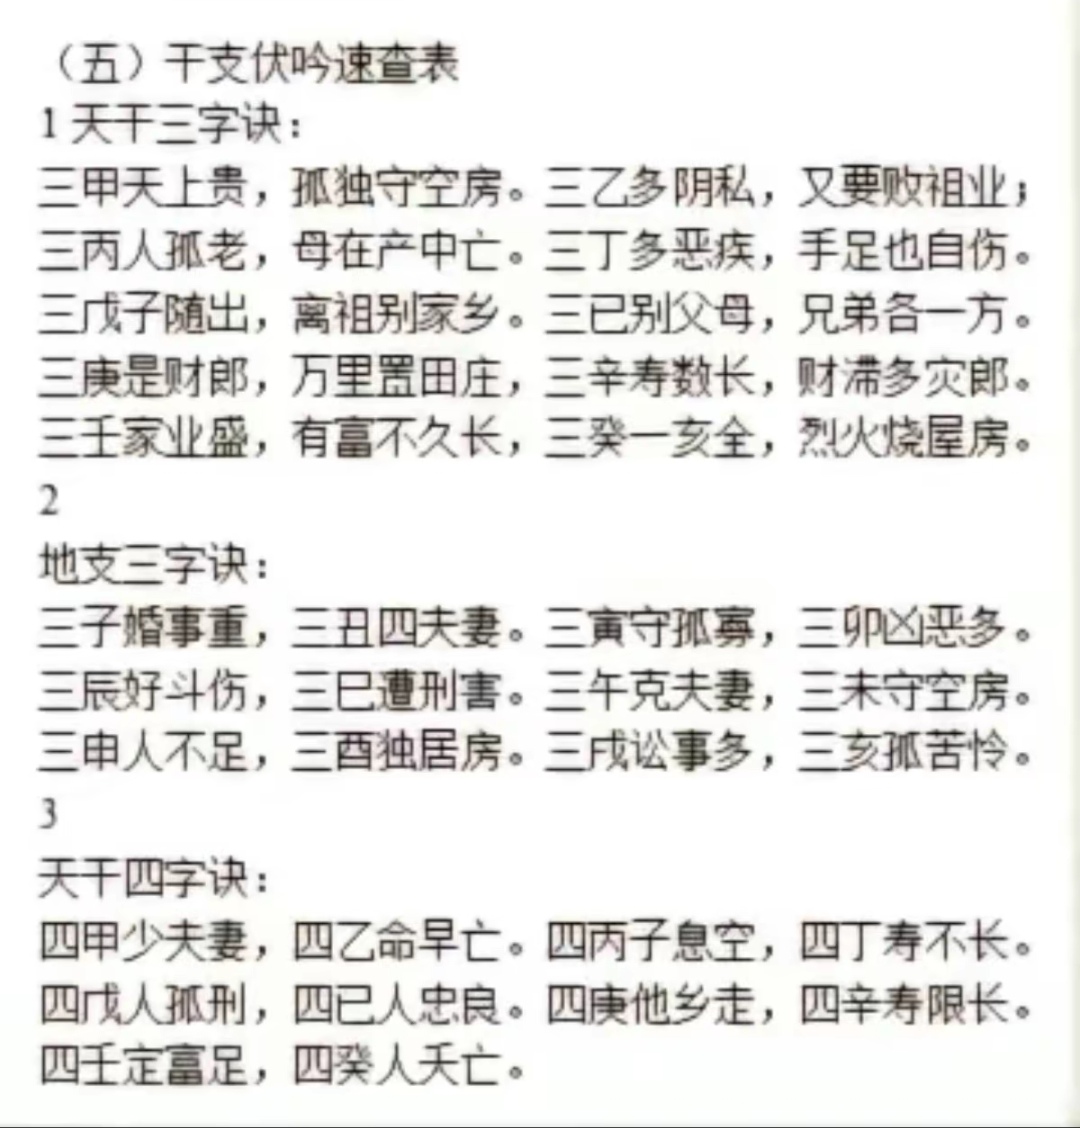 （五）干支伏吟速查表
1 天干三字诀：
三甲天上贵，孤独守空房。三乙多阴私，又要败祖业；
三丙人孤老，母在产中亡。三丁多恶疾，手足也自伤。
三戊子随出，离祖别家乡。三已别父母，兄弟各一方。
三庚是财郎，万里置田庄，三辛寿数长，财滞多灾郎。
三壬家业盛，有富不久长，三癸一亥全，烈火烧屋房。
2
地支三字诀：
三子婚事重，三丑四夫妻。三寅守孤寡，三卯凶恶多。
三辰好斗伤，三巳遭刑害。三午克夫妻，三未守空房。
三申人不足，三酉独居房。三戌讼事多，三亥孤苦怜。
3
天干四字诀：
四甲少夫妻，四乙命早亡。四丙子息空，四丁寿不长。
四戊人孤刑，四已人忠良。四庚他乡走，四辛寿限长。
四壬定富足，四癸人夭亡。